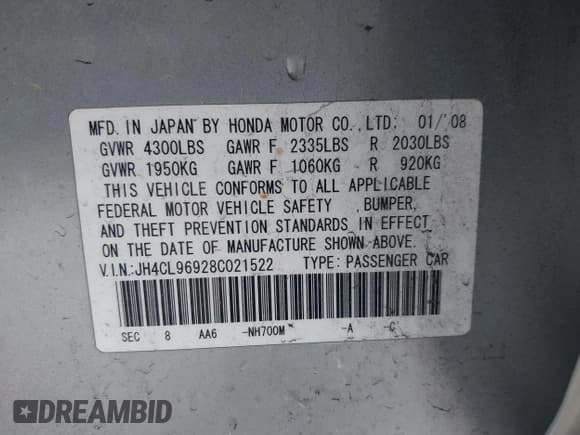 MFD. IN JAPAN BY HONDA MOTOR CO.,LTD. 01/'08
GVWR 4300LBS GAWR F 2335LBS R 2030LBS
GVWR 1950KG GAWR F 1060KG R 920KG
THIS VEHICLE CONFORMS TO ALL APPLICABLE
FEDERAL MOTOR VEHICLE SAFETY ,BUMPER,
AND THEFT PREVENTION STANDARDS IN EFFECT
ON THE DATE OF MANUFACTURE SHOWN ABOVE.
V.I.N:JH4CL96928C021522 TYPE: PASSENGER CAR
SEC 8 AA6 -NH700M -A -C
DREAMBID